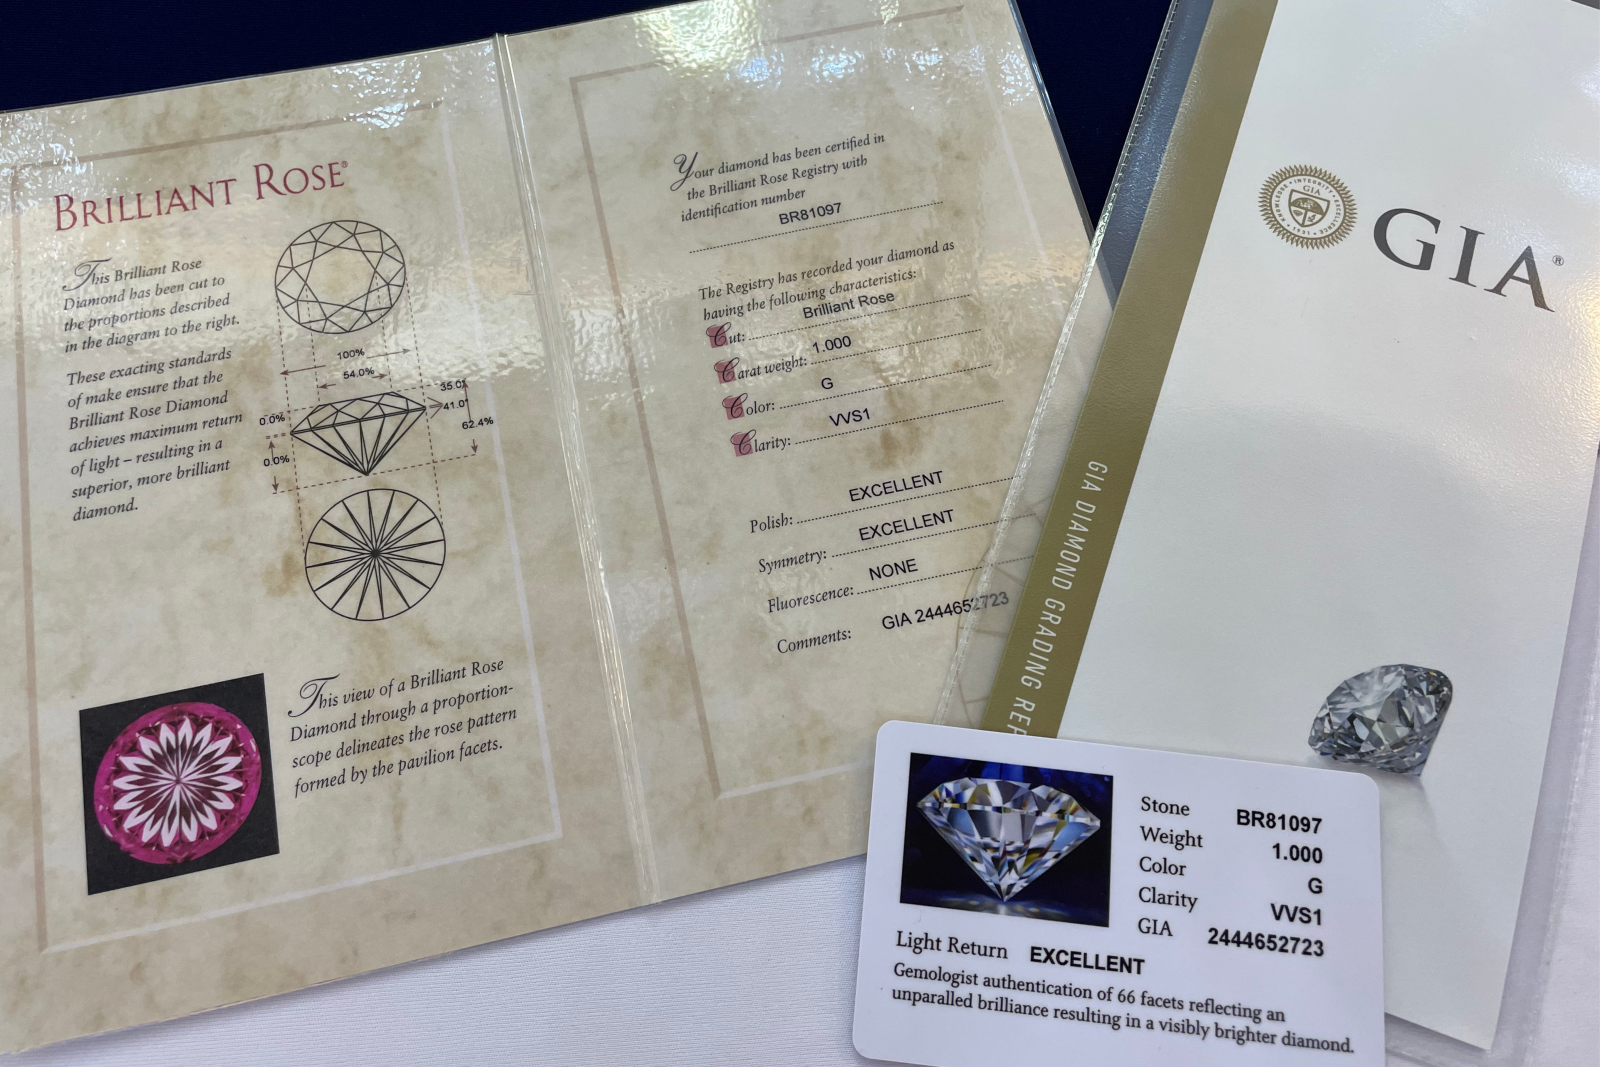 BRILLIANT ROSE®
This Brilliant Rose
Diamond has been cut to
the proportions described
in the diagram to the right.
These exacting standards
of make ensure that the
Brilliant Rose Diamond
achieves maximum return
of light – resulting in a
superior, more brilliant
diamond.
100%
54.0%
35.0°
41.0°
0.0%
62.4%
0.0%
This view of a Brilliant Rose
Diamond through a proportion-
scope delineates the rose pattern
formed by the pavilion facets.
Your diamond has been certified in
the Brilliant Rose Registry with
identification number
BR81097
The Registry has recorded your diamond as
having the following characteristics:
Cut: Brilliant Rose
Carat weight: 1.000
Color: G
Clarity: VVS1
Polish: EXCELLENT
Symmetry: EXCELLENT
Fluorescence: NONE
Comments: GIA 2444652723
GIA®
GIA
KNOWLEDGE • INTEGRITY • EXCELLENCE • 1931
GIA DIAMOND GRADING
Stone BR81097
Weight 1.000
Color G
Clarity VVS1
GIA 2444652723
Light Return EXCELLENT
Gemologist authentication of 66 facets reflecting an
unparalled brilliance resulting in a visibly brighter diamond.